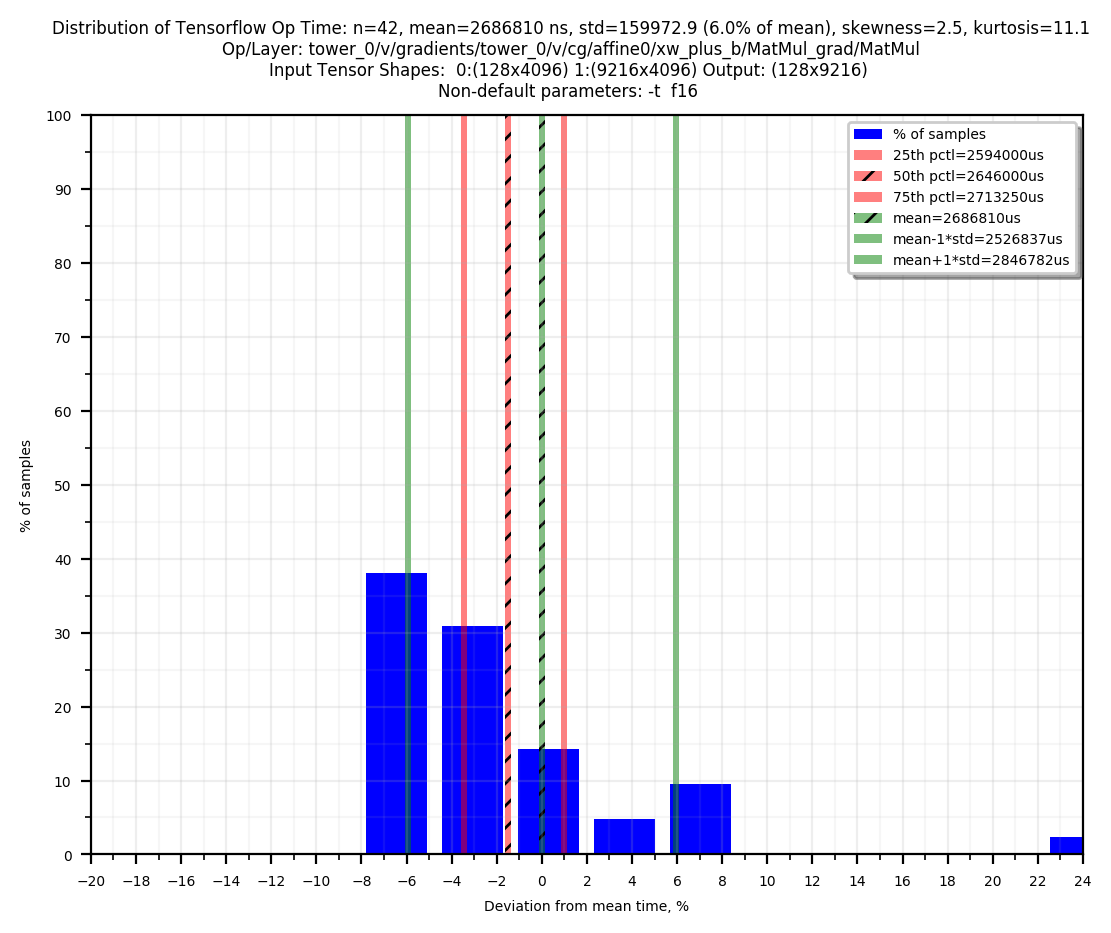 Distribution of Tensorflow Op Time: n=42, mean=2686810 ns, std=159972.9 (6.0% of mean), skewness=2.5, kurtosis=11.1
Op/Layer: tower_0/v/gradients/tower_0/v/cg/affine0/xw_plus_b/MatMul_grad/MatMul
Input Tensor Shapes:  0:(128x4096) 1:(9216x4096) Output: (128x9216)
Non-default parameters: -t  f16
% of samples
25th pctl=2594000us
50th pctl=2646000us
75th pctl=2713250us
mean=2686810us
mean-1*std=2526837us
mean+1*std=2846782us
100
90
80
70
60
50
40
30
20
10
0
% of samples
−20 −18 −16 −14 −12 −10 −8 −6 −4 −2 0 2 4 6 8 10 12 14 16 18 20 22 24
Deviation from mean time, %